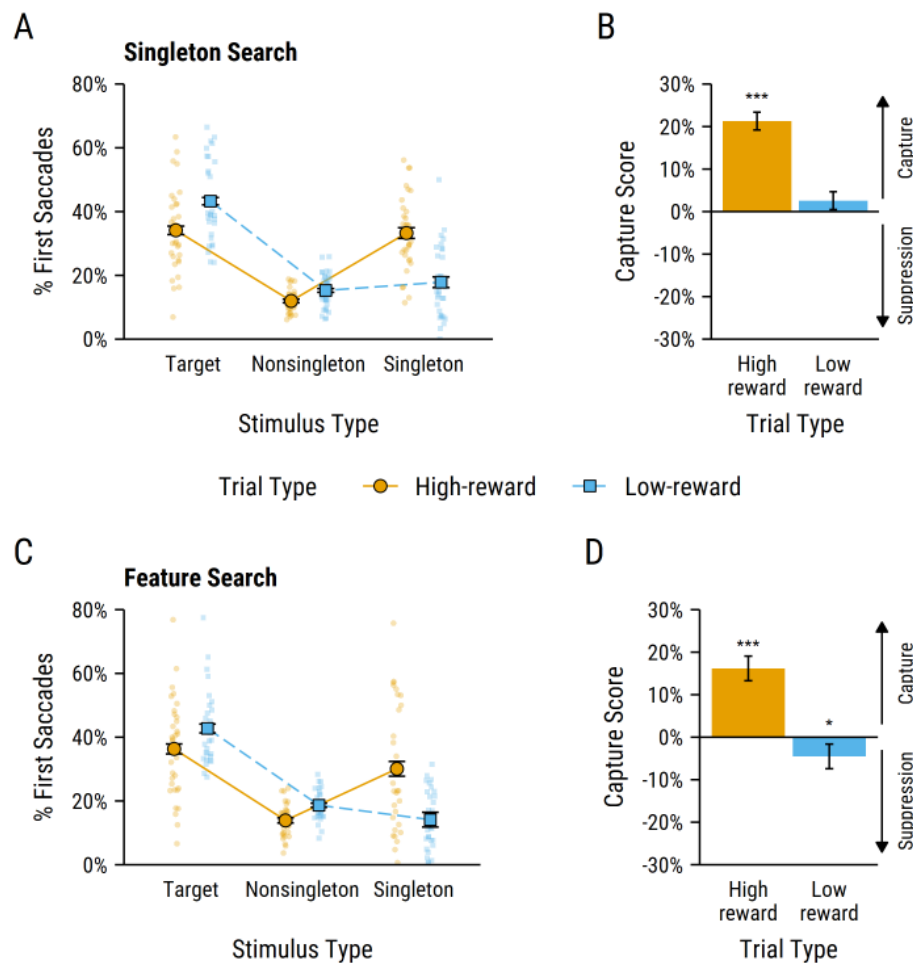 A
Singleton Search
80%
60%
40%
20%
0%
% First Saccades
Target Nonsingleton Singleton
Stimulus Type
B
30%
20%
10%
0%
-10%
-20%
-30%
Capture Score
***
Capture
Suppression
High reward
Low reward
Trial Type
Trial Type High-reward Low-reward
C
Feature Search
80%
60%
40%
20%
0%
% First Saccades
Target Nonsingleton Singleton
Stimulus Type
D
30%
20%
10%
0%
-10%
-20%
-30%
Capture Score
***
*
Capture
Suppression
High reward
Low reward
Trial Type